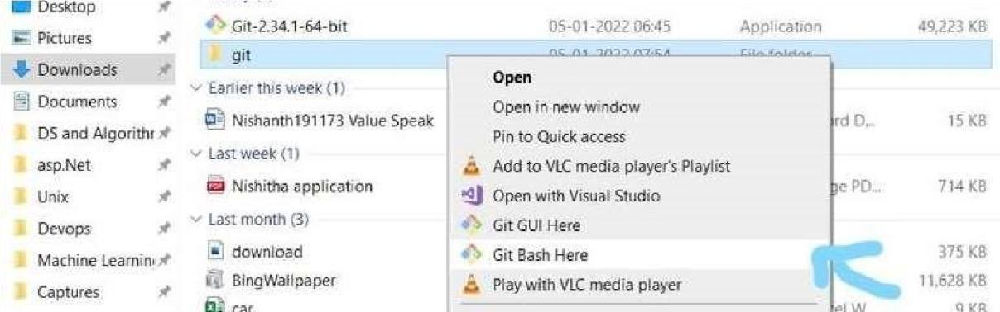 Desktop
Git-2.34.1-64-bit 05-01-2022 06:45 Application 49,223 KB
Pictures
git 05-01-2022 07:54 File folder
Downloads
Open
Earlier this week (1)
Documents
Open in new window
Nishanth191173 Value Speak rd D... 15 KB
DS and Algorithr
Pin to Quick access
Last week (1)
asp.Net
Add to VLC media player's Playlist
Nishitha application ge PD... 714 KB
Unix
Open with Visual Studio
Last month (3)
Devops
Git GUI Here
download 375 KB
Machine Learnin
Git Bash Here
BingWallpaper 11,628 KB
Captures
Play with VLC media player
car el W... 9 KB